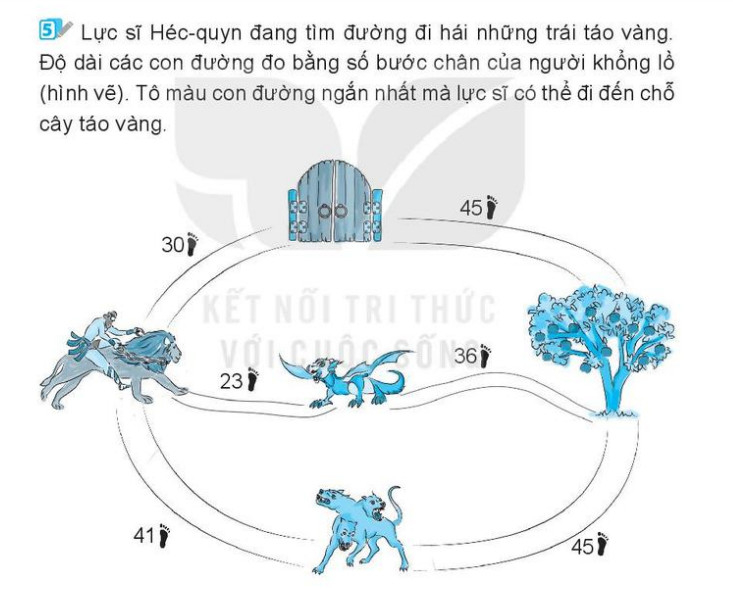 5 Lực sĩ Héc-quyn đang tìm đường đi hái những trái táo vàng.
Độ dài các con đường đo bằng số bước chân của người khổng lồ
(hình vẽ). Tô màu con đường ngắn nhất mà lực sĩ có thể đi đến chỗ
cây táo vàng.
45
30
KẾT NỐI TRI THỨC
VỚI CUỘC SỐNG
36
23
41
45